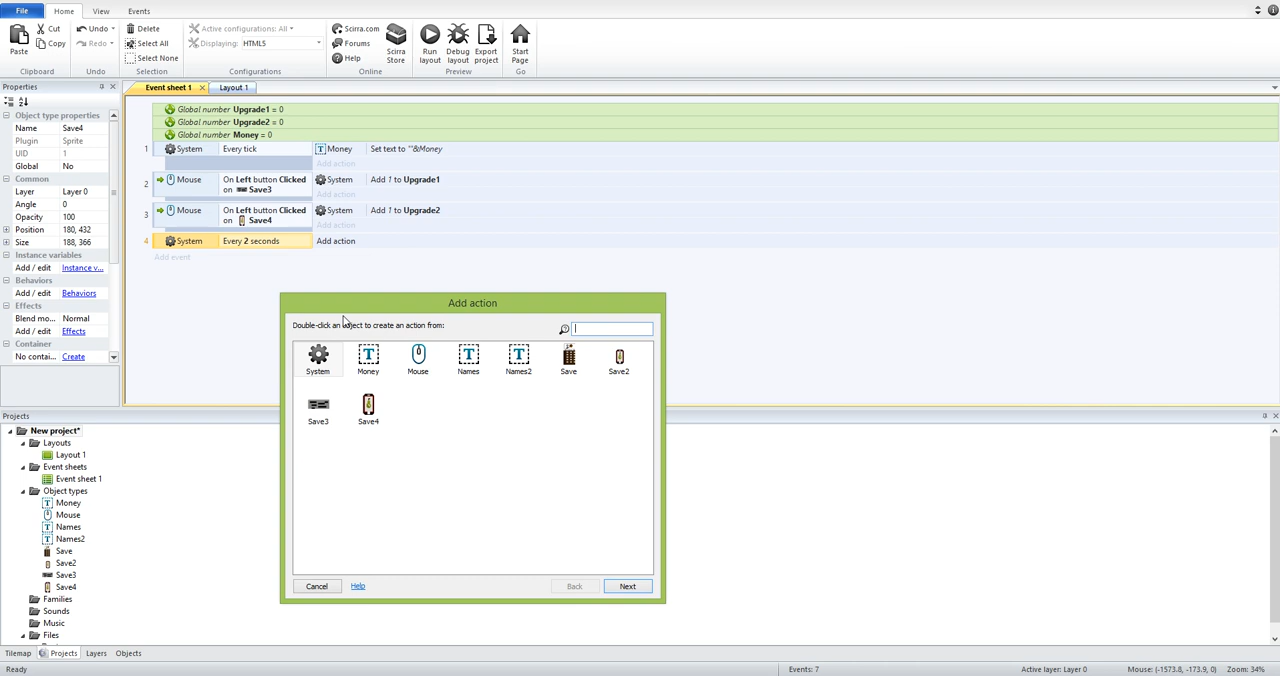 File
Home
View
Events
Paste
Cut
Copy
Clipboard
Undo
Redo
Undo
Delete
Select All
Select None
Selection
Active configurations: All
Displaying: HTML5
Configurations
Scirra.com
Forums
Help
Scirra Store
Online
Run layout
Debug layout
Export project
Preview
Start Page
Go
Properties
Event sheet 1
Layout 1
Object type properties
Name Save4
Plugin Sprite
UID 1
Global No
Common
Layer Layer 0
Angle 0
Opacity 100
Position 180, 432
Size 188, 366
Instance variables
Add / edit Instance v...
Behaviors
Add / edit Behaviors
Effects
Blend mo... Normal
Add / edit Effects
Container
No contai... Create
Global number Upgrade1 = 0
Global number Upgrade2 = 0
Global number Money = 0
1 System Every tick Money Set text to ""&Money
Add action
2 Mouse On Left button Clicked on Save3 System Add 1 to Upgrade1
Add action
3 Mouse On Left button Clicked on Save4 System Add 1 to Upgrade2
Add action
4 System Every 2 seconds Add action
Add event
Add action
Double-click an object to create an action from:
System Money Mouse Names Names2 Save Save2
Save3 Save4
Cancel Help Back Next
Projects
New project*
Layouts
Layout 1
Event sheets
Event sheet 1
Object types
Money
Mouse
Names
Names2
Save
Save2
Save3
Save4
Families
Sounds
Music
Files
Tilemap Projects Layers Objects
Ready Events: 7 Active layer: Layer 0 Mouse: (-1573.8, -173.9, 0) Zoom: 34%